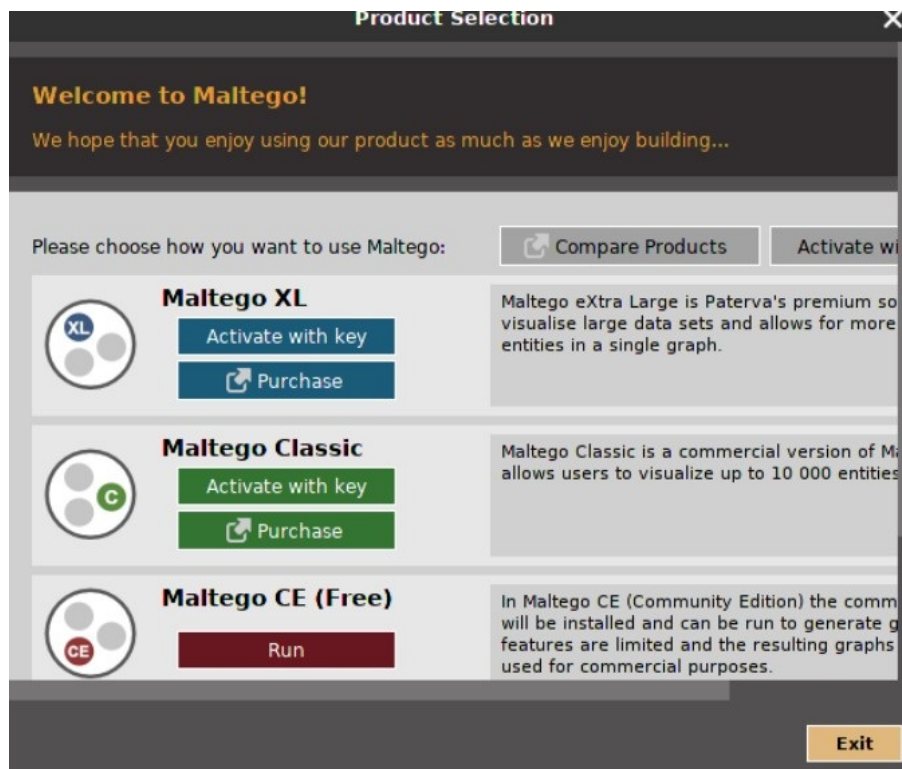 Product Selection
Welcome to Maltego!
We hope that you enjoy using our product as much as we enjoy building...
Please choose how you want to use Maltego:
Compare Products
Activate
Maltego XL
XL
Activate with key
Purchase
Maltego eXtra Large is Paterva's premium
visualise large data sets and allows for more
entities in a single graph.
Maltego Classic
C
Activate with key
Purchase
Maltego Classic is a commercial version of
allows users to visualize up to 10 000 entities
Maltego CE (Free)
CE
Run
In Maltego CE (Community Edition) the
will be installed and can be run to generate
features are limited and the resulting graphs
used for commercial purposes.
Exit